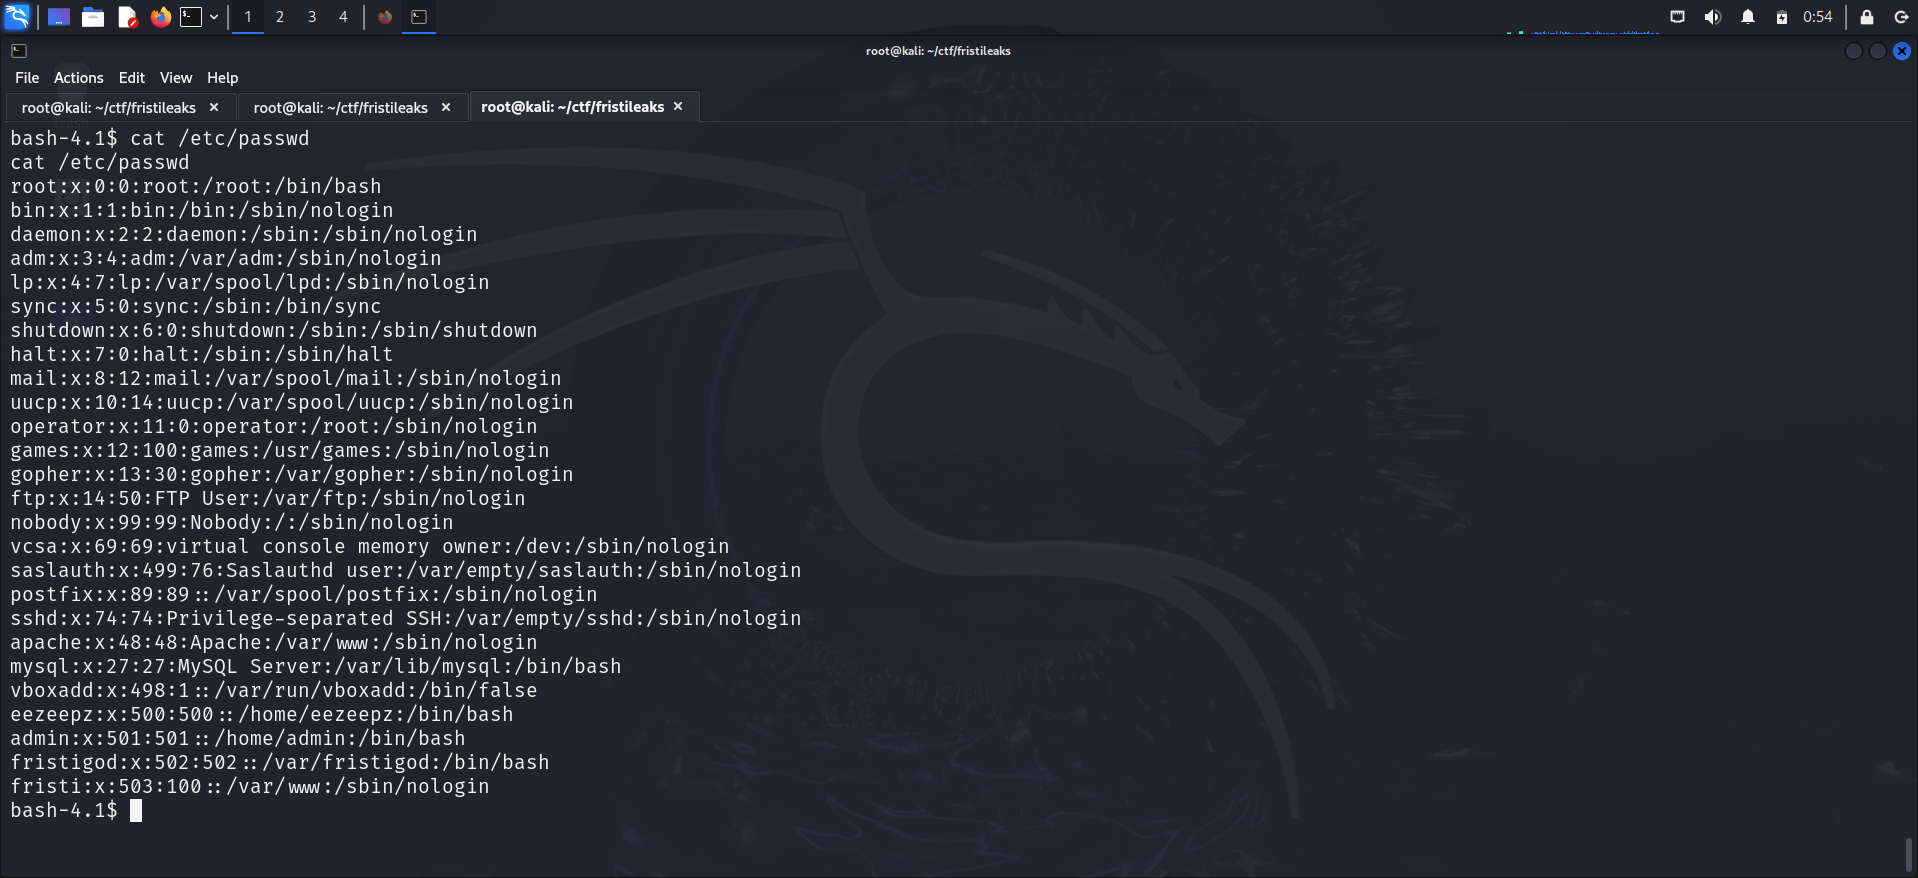 1 2 3 4 0:54
root@kali: ~/ctf/fristileaks
File Actions Edit View Help
root@kali: ~/ctf/fristileaks root@kali: ~/ctf/fristileaks root@kali: ~/ctf/fristileaks
bash-4.1$ cat /etc/passwd
cat /etc/passwd
root:x:0:0:root:/root:/bin/bash
bin:x:1:1:bin:/bin:/sbin/nologin
daemon:x:2:2:daemon:/sbin:/sbin/nologin
adm:x:3:4:adm:/var/adm:/sbin/nologin
lp:x:4:7:lp:/var/spool/lpd:/sbin/nologin
sync:x:5:0:sync:/sbin:/bin/sync
shutdown:x:6:0:shutdown:/sbin:/sbin/shutdown
halt:x:7:0:halt:/sbin:/sbin/halt
mail:x:8:12:mail:/var/spool/mail:/sbin/nologin
uucp:x:10:14:uucp:/var/spool/uucp:/sbin/nologin
operator:x:11:0:operator:/root:/sbin/nologin
games:x:12:100:games:/usr/games:/sbin/nologin
gopher:x:13:30:gopher:/var/gopher:/sbin/nologin
ftp:x:14:50:FTP User:/var/ftp:/sbin/nologin
nobody:x:99:99:Nobody:/:/sbin/nologin
vcsa:x:69:69:virtual console memory owner:/dev:/sbin/nologin
saslauth:x:499:76:Saslauthd user:/var/empty/saslauth:/sbin/nologin
postfix:x:89:89::/var/spool/postfix:/sbin/nologin
sshd:x:74:74:Privilege-separated SSH:/var/empty/sshd:/sbin/nologin
apache:x:48:48:Apache:/var/www:/sbin/nologin
mysql:x:27:27:MySQL Server:/var/lib/mysql:/bin/bash
vboxadd:x:498:1::/var/run/vboxadd:/bin/false
eezeepz:x:500:500::/home/eezeepz:/bin/bash
admin:x:501:501::/home/admin:/bin/bash
fristigod:x:502:502::/var/fristigod:/bin/bash
fristi:x:503:100::/var/www:/sbin/nologin
bash-4.1$